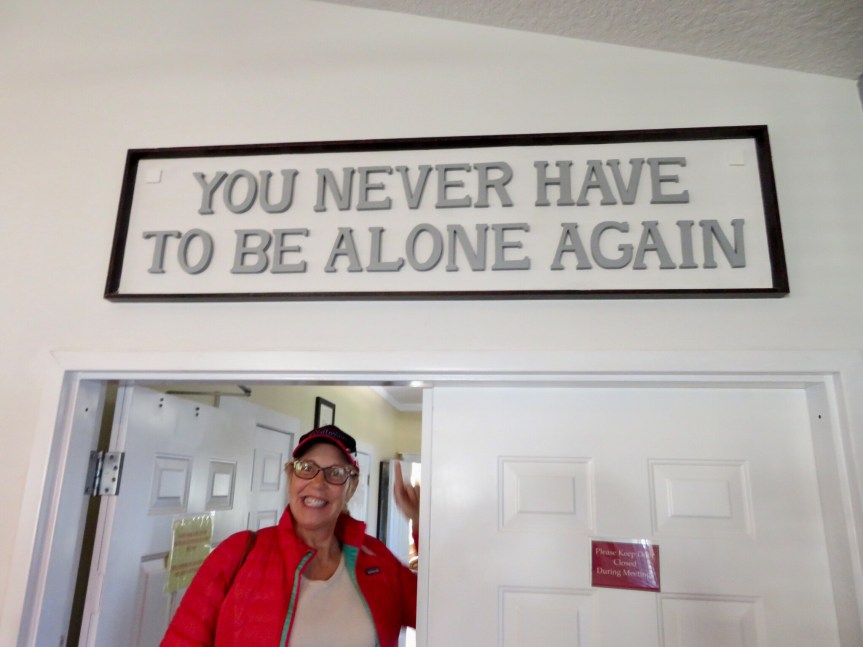 YOU NEVER HAVE
TO BE ALONE AGAIN
Please Keep Door
Closed
During Meetings